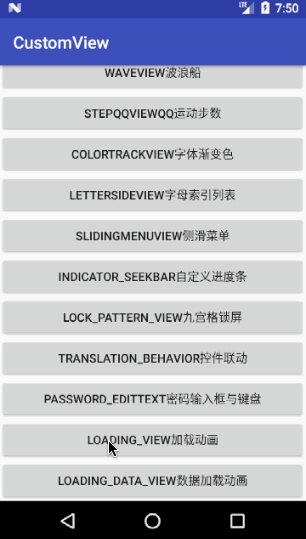 LTE 7:50
CustomView
WAVEVIEW波浪船
STEPQQVIEWQQ运动步数
COLORTRACKVIEW字体渐变色
LETTERSIDEVIEW字母索引列表
SLIDINGMENUVIEW侧滑菜单
INDICATOR_SEEKBAR自定义进度条
LOCK_PATTERN_VIEW九宫格锁屏
TRANSLATION_BEHAVIOR控件联动
PASSWORD_EDITTEXT密码输入框与键盘
LOADING_VIEW加载动画
LOADING_DATA_VIEW数据加载动画